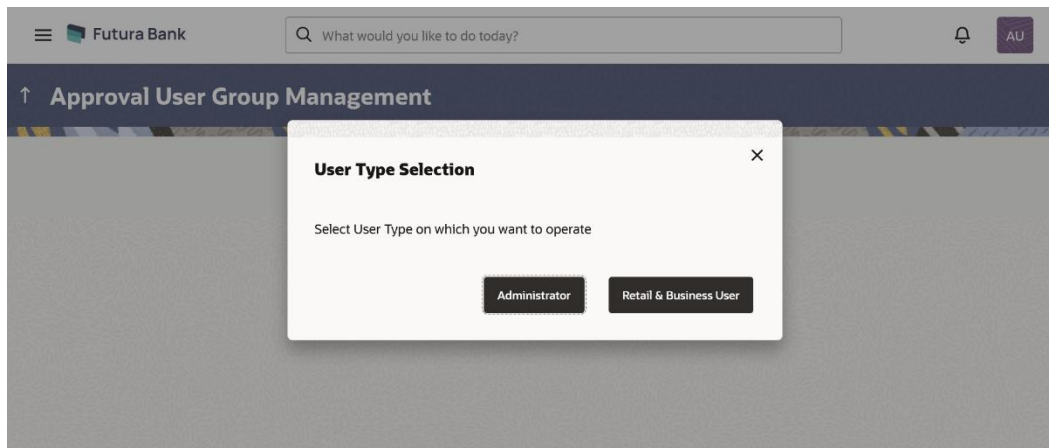 Futura Bank
What would you like to do today?
AU
Approval User Group Management
User Type Selection
Select User Type on which you want to operate
Administrator
Retail & Business User